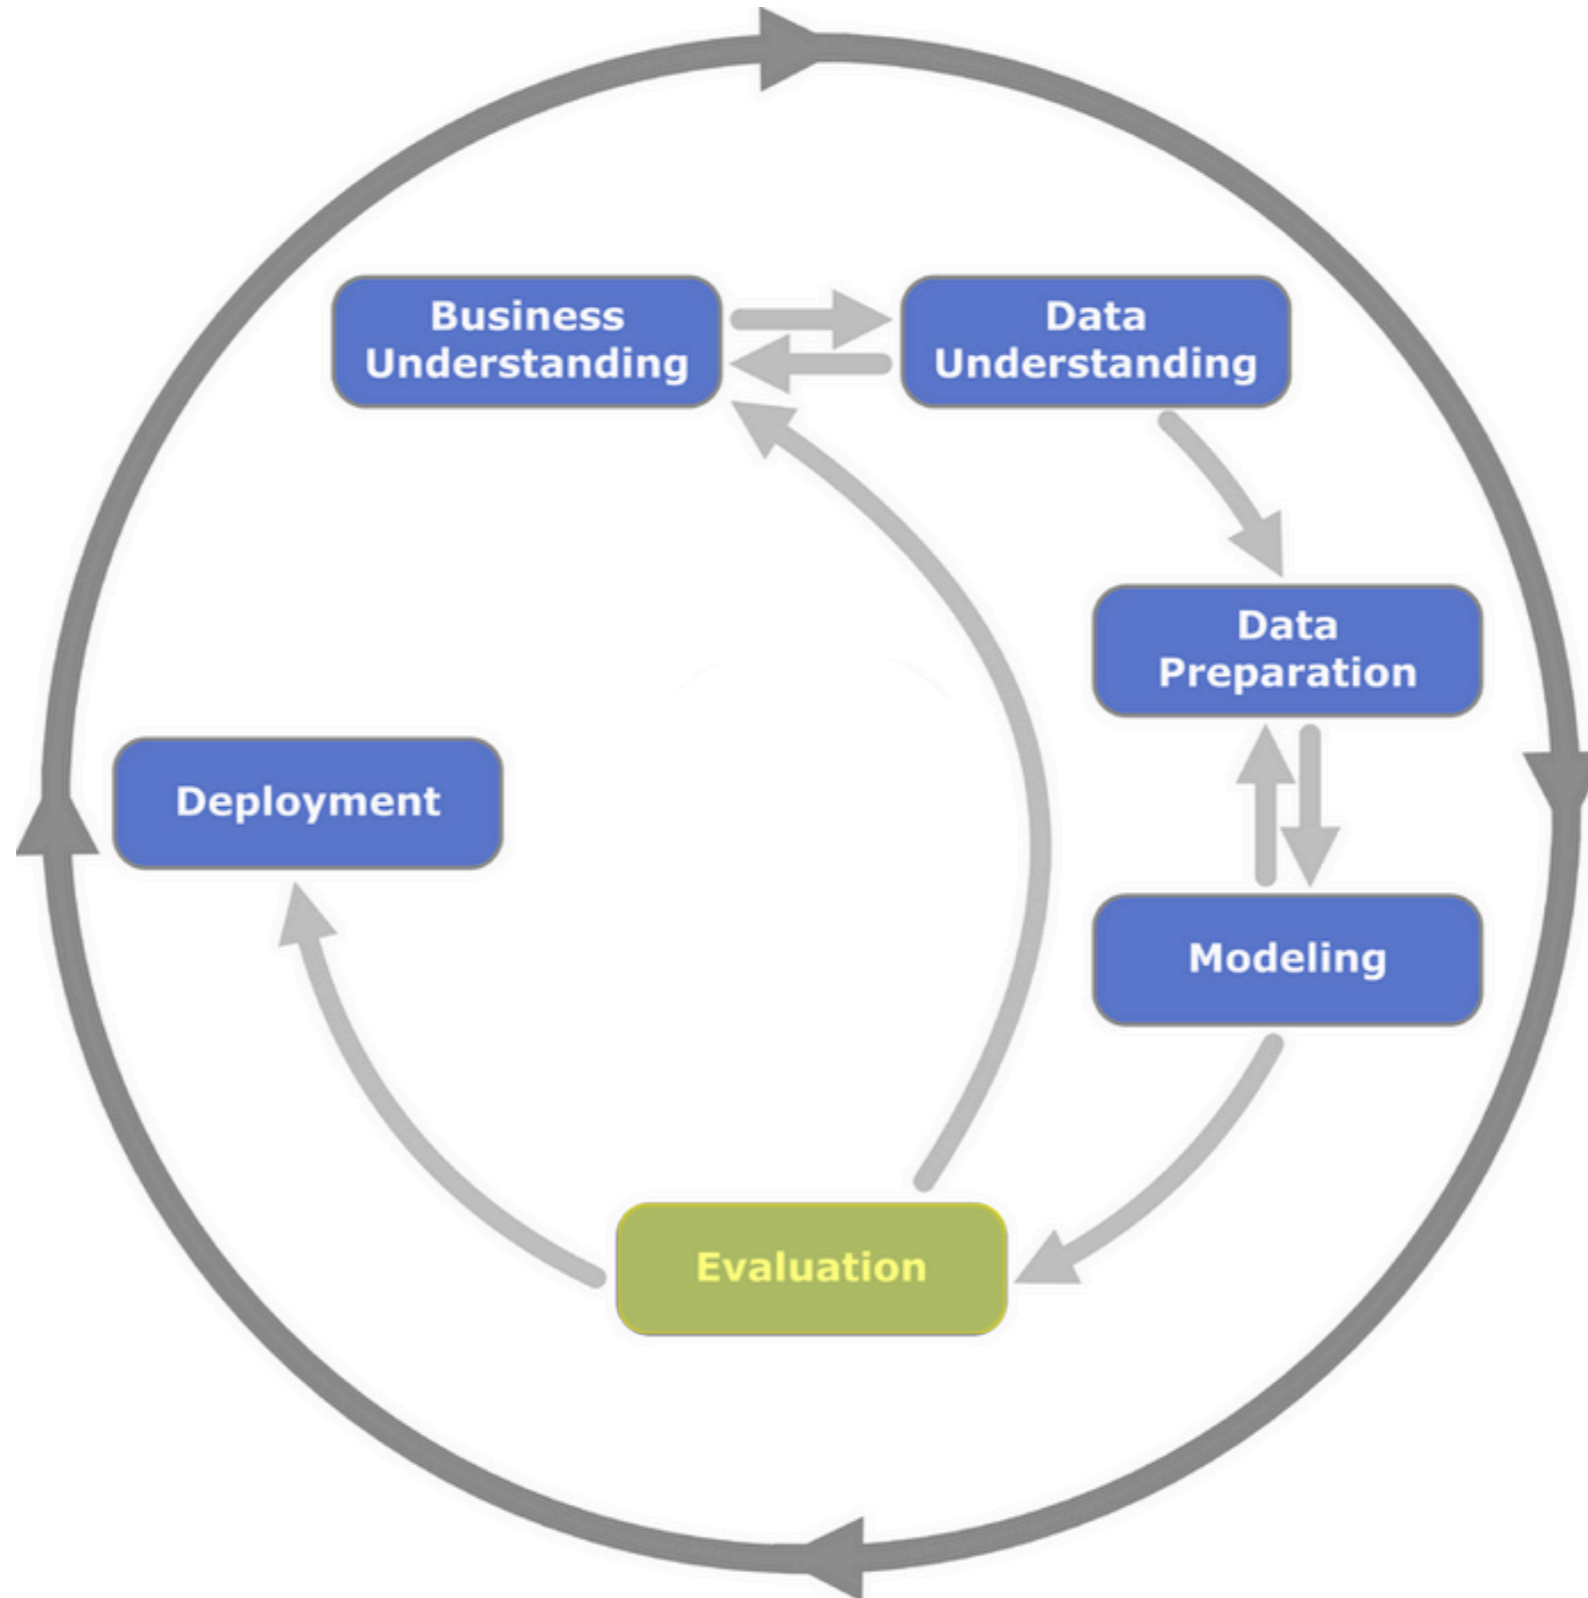 Business
Understanding
Data
Understanding
Data
Preparation
Modeling
Evaluation
Deployment